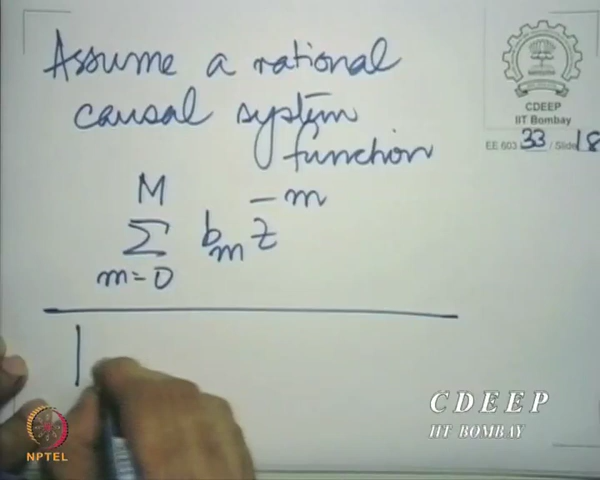 Assume a rational
causal system
function
M
Σ b_m z^{-m}
m=0
1
CDEEP
IIT Bombay
EE 603 33 / Slide 18
CDEEP
IIT BOMBAY
NPTEL